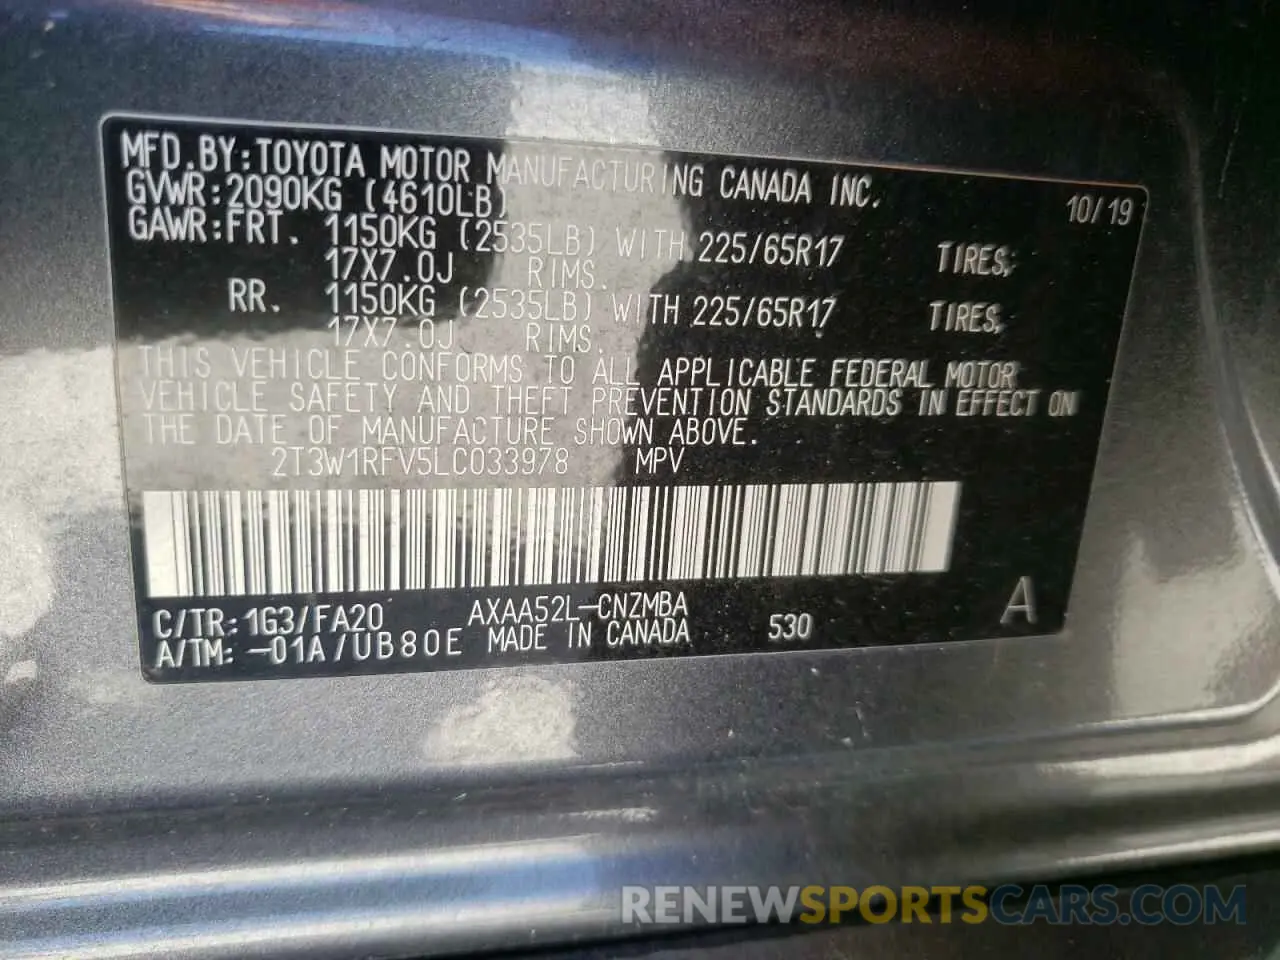 MFD.BY:TOYOTA MOTOR MANUFACTURING CANADA INC.
10/19
GVWR:2090KG (4610LB)
GAWR:FRT. 1150KG (2535LB) WITH 225/65R17 TIRES;
17X7.0J RIMS.
RR. 1150KG (2535LB) WITH 225/65R17 TIRES,
17X7.0J RIMS.
THIS VEHICLE CONFORMS TO ALL APPLICABLE FEDERAL MOTOR
VEHICLE SAFETY AND THEFT PREVENTION STANDARDS IN EFFECT ON
THE DATE OF MANUFACTURE SHOWN ABOVE.
2T3W1RFV5LC033978 MPV
C/TR:1G3/FA20 AXAA52L-CNZMBA
A/TM:-01A/UB80E MADE IN CANADA 530
A
RENEWSPORTSCARS.COM